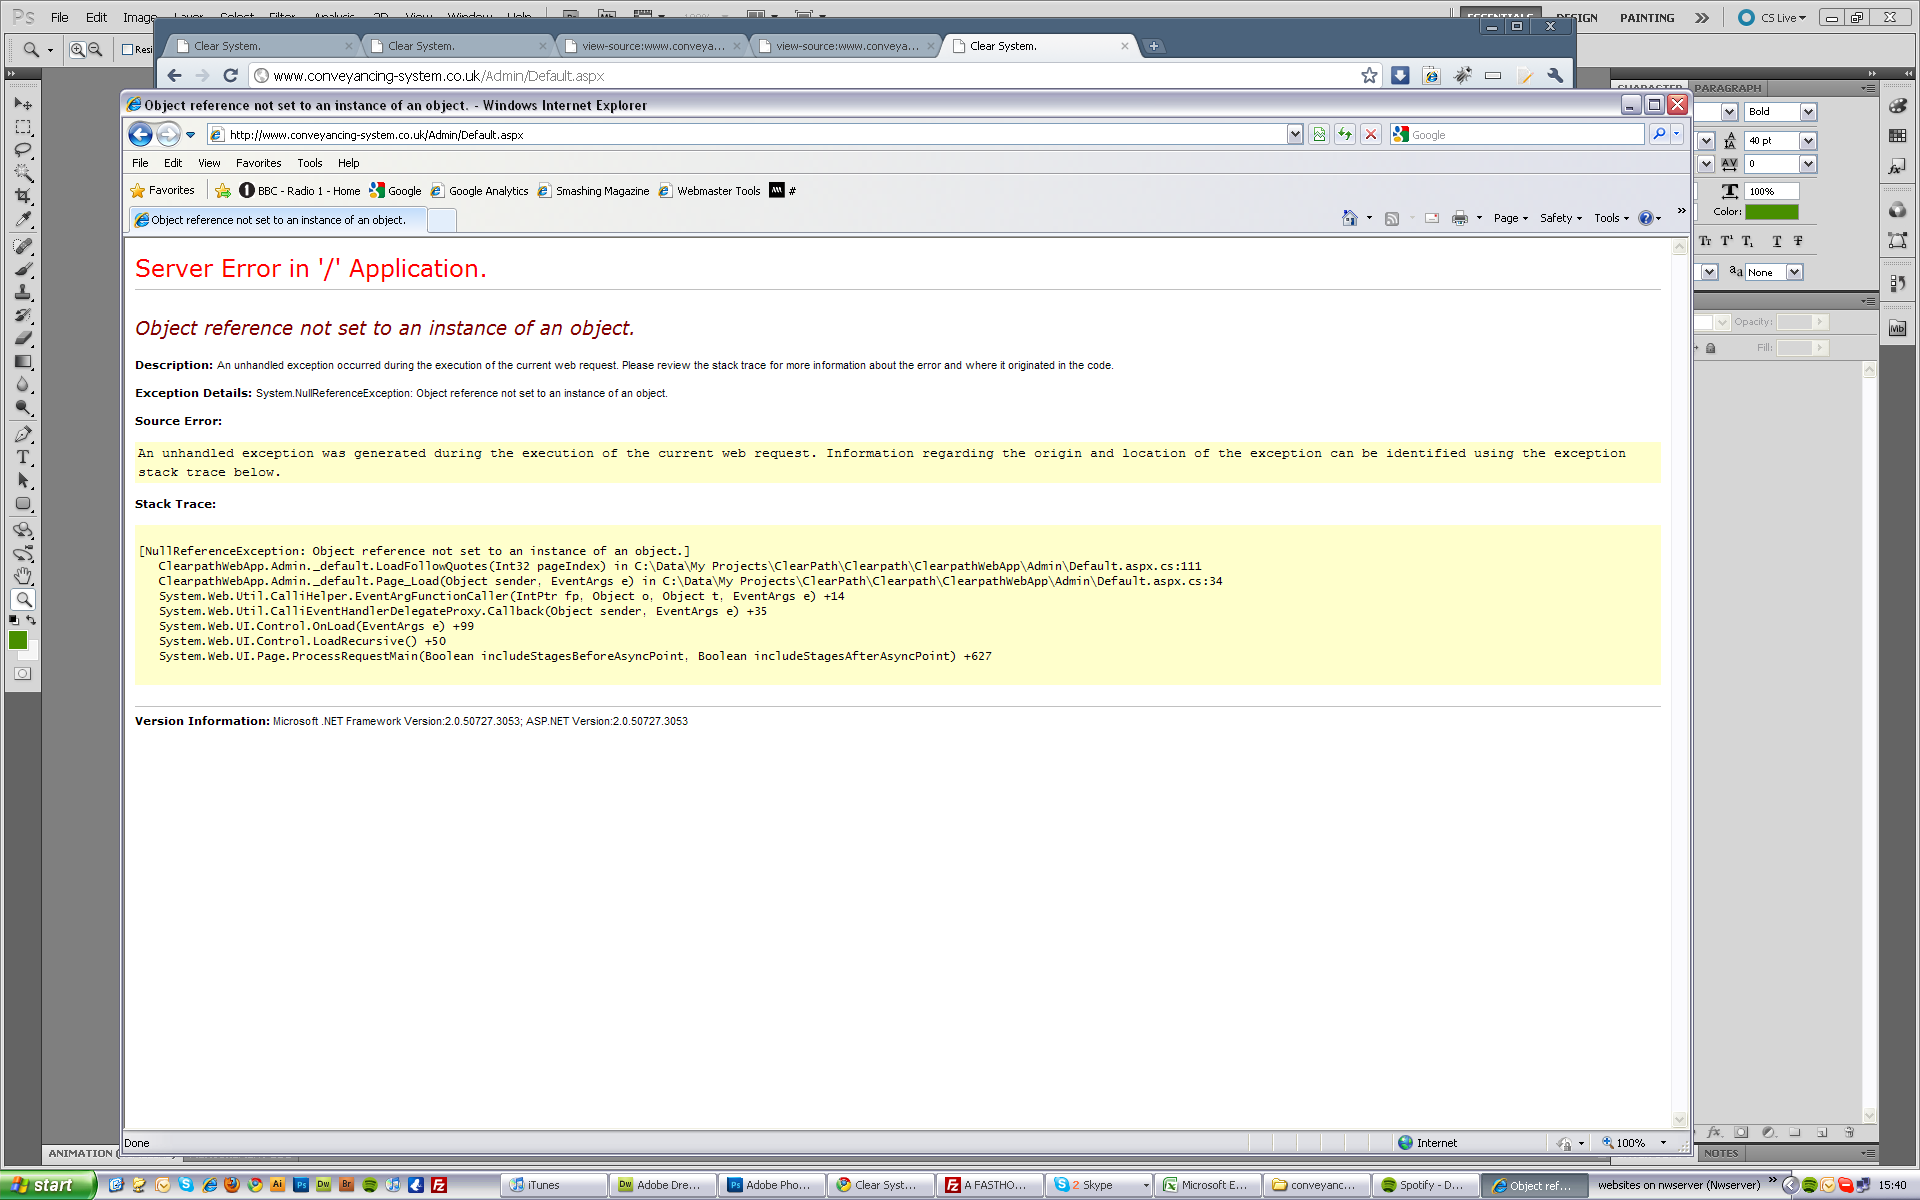 Ps File Edit Image Layer Select Filter Analysis 3D View Window Help
ESSENTIALS DESIGN PAINTING CS Live
Clear System. Clear System. view-source:www.conveya... view-source:www.conveya... Clear System.
www.conveyancing-system.co.uk/Admin/Default.aspx
CHARACTER PARAGRAPH
Object reference not set to an instance of an object. - Windows Internet Explorer
http://www.conveyancing-system.co.uk/Admin/Default.aspx
Google
File Edit View Favorites Tools Help
Favorites BBC - Radio 1 - Home Google Google Analytics Smashing Magazine Webmaster Tools #
Object reference not set to an instance of an object.
Page Safety Tools
Bold
40 pt
0
100%
Color:
None
Opacity:
Fill:
Server Error in '/' Application.
Object reference not set to an instance of an object.
Description: An unhandled exception occurred during the execution of the current web request. Please review the stack trace for more information about the error and where it originated in the code.
Exception Details: System.NullReferenceException: Object reference not set to an instance of an object.
Source Error:
An unhandled exception was generated during the execution of the current web request. Information regarding the origin and location of the exception can be identified using the exception
stack trace below.
Stack Trace:
[NullReferenceException: Object reference not set to an instance of an object.]
ClearpathWebApp.Admin._default.LoadFollowQuotes(Int32 pageIndex) in C:\Data\My Projects\ClearPath\Clearpath\ClearpathWebApp\Admin\Default.aspx.cs:111
ClearpathWebApp.Admin._default.Page_Load(Object sender, EventArgs e) in C:\Data\My Projects\ClearPath\Clearpath\ClearpathWebApp\Admin\Default.aspx.cs:34
System.Web.Util.CalliHelper.EventArgFunctionCaller(IntPtr fp, Object o, Object t, EventArgs e) +14
System.Web.Util.CalliEventHandlerDelegateProxy.Callback(Object sender, EventArgs e) +35
System.Web.UI.Control.OnLoad(EventArgs e) +99
System.Web.UI.Control.LoadRecursive() +50
System.Web.UI.Page.ProcessRequestMain(Boolean includeStagesBeforeAsyncPoint, Boolean includeStagesAfterAsyncPoint) +627
Version Information: Microsoft .NET Framework Version:2.0.50727.3053; ASP.NET Version:2.0.50727.3053
Done Internet 100%
ANIMATION (
NOTES
start iTunes Adobe Dre... Adobe Pho... Clear Syst... A FASTHO... 2 Skype Microsoft E... conveyanc... Spotify - D... Object ref... websites on nwserver (Nwserver) 15:40